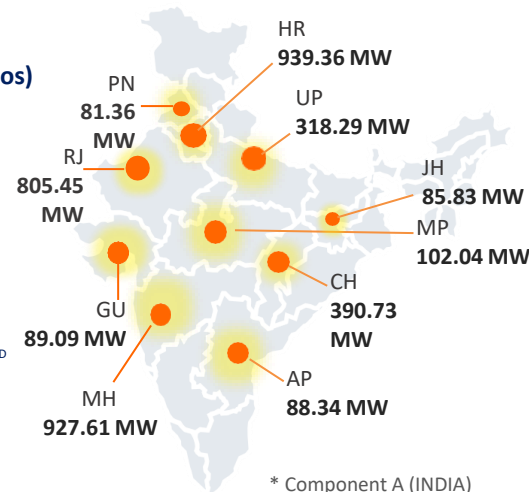 os)
HR
939.36 MW
PN
81.36
MW
UP
318.29 MW
RJ
805.45
MW
JH
85.83 MW
MP
102.04 MW
CH
390.73
MW
GU
89.09 MW
D
AP
88.34 MW
MH
927.61 MW
* Component A (INDIA)